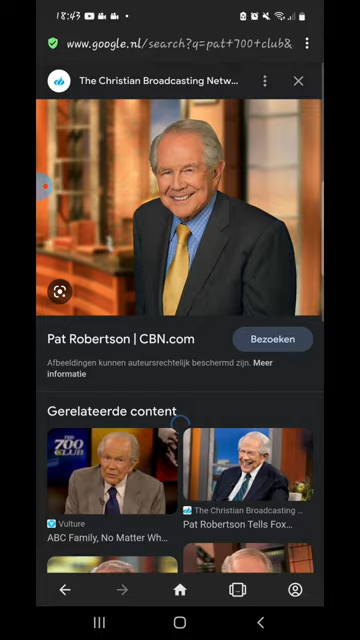 18:43
www.google.nl/search?q=pat+700+club&
The Christian Broadcasting Netw...
Pat Robertson | CBN.com
Bezoeken
Afbeeldingen kunnen auteursrechtelijk beschermd zijn. Meer
informatie
Gerelateerde content
THE
700
CLUB
Vulture
ABC Family, No Matter Wh...
The Christian Broadcasting ...
Pat Robertson Tells Fox...